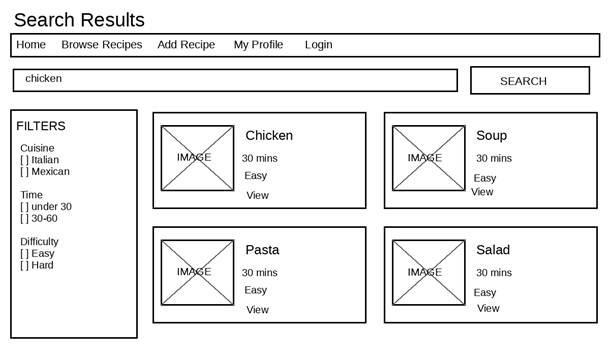 Search Results
Home Browse Recipes Add Recipe My Profile Login
chicken
SEARCH
FILTERS
Cuisine
[ ] Italian
[ ] Mexican
Time
[ ] under 30
[ ] 30-60
Difficulty
[ ] Easy
[ ] Hard
IMAGE
Chicken
30 mins
Easy
View
IMAGE
Soup
30 mins
Easy
View
IMAGE
Pasta
30 mins
Easy
View
IMAGE
Salad
30 mins
Easy
View